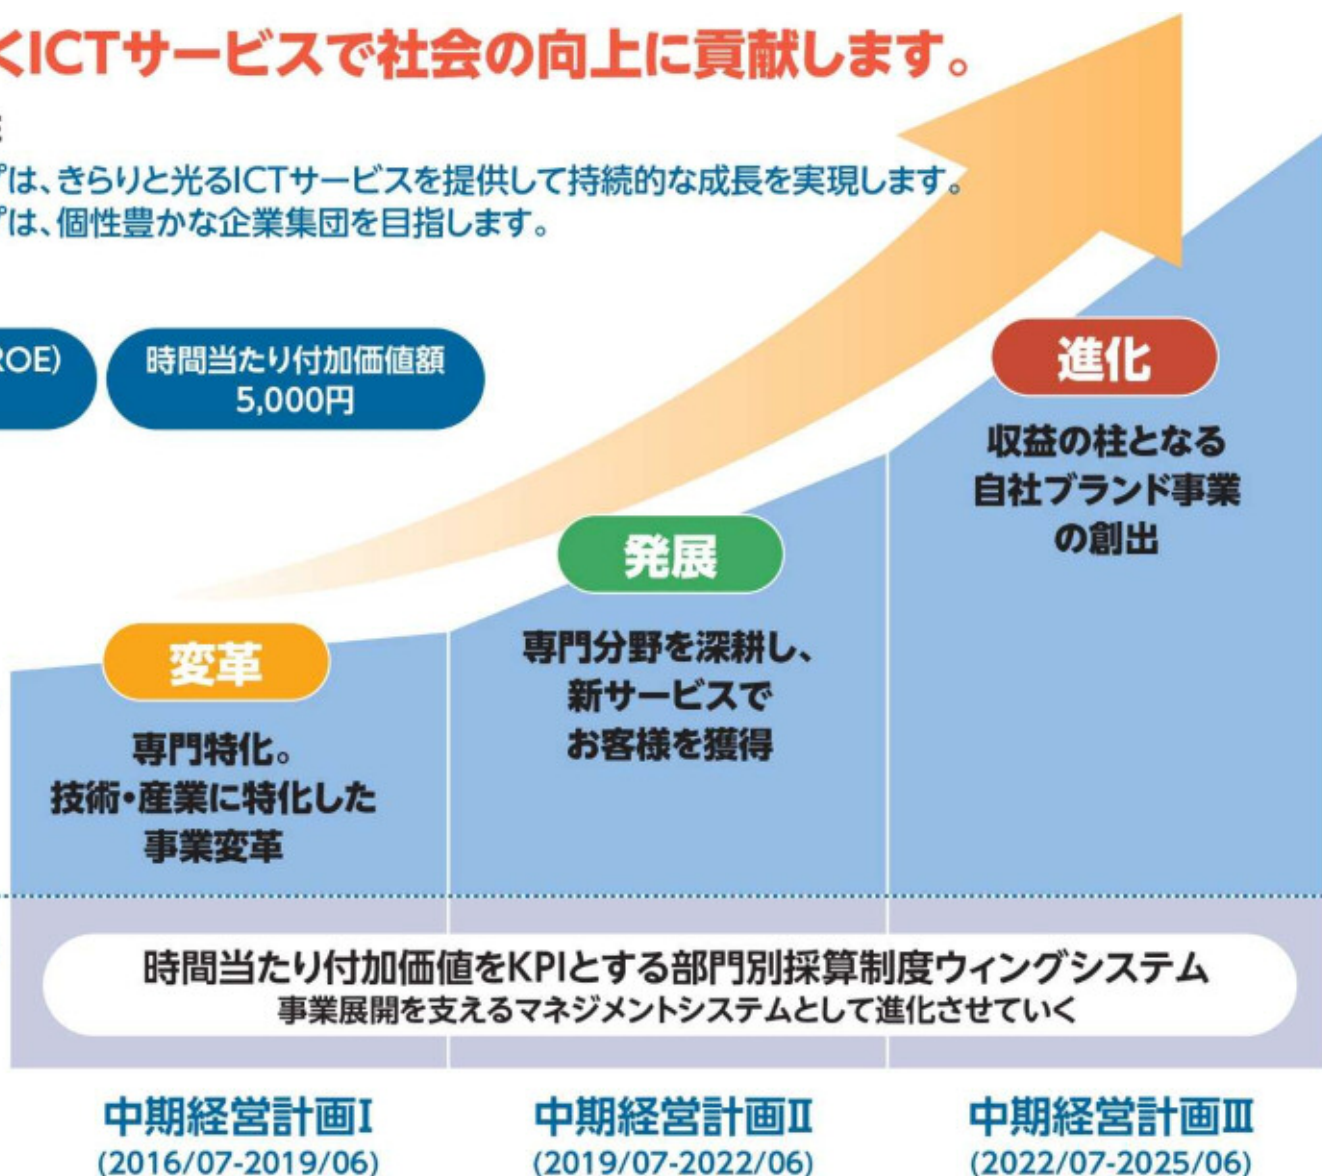 くICTサービスで社会の向上に貢献します。
プは、きらりと光るICTサービスを提供して持続的な成長を実現します。
プは、個性豊かな企業集団を目指します。
ROE)
時間当たり付加価値額
5,000円
進化
収益の柱となる
自社ブランド事業
の創出
発展
専門分野を深耕し、
新サービスで
お客様を獲得
変革
専門特化。
技術・産業に特化した
事業変革
時間当たり付加価値をKPIとする部門別採算制度ウィングシステム
事業展開を支えるマネジメントシステムとして進化させていく
中期経営計画Ⅰ
(2016/07-2019/06)
中期経営計画Ⅱ
(2019/07-2022/06)
中期経営計画Ⅲ
(2022/07-2025/06)